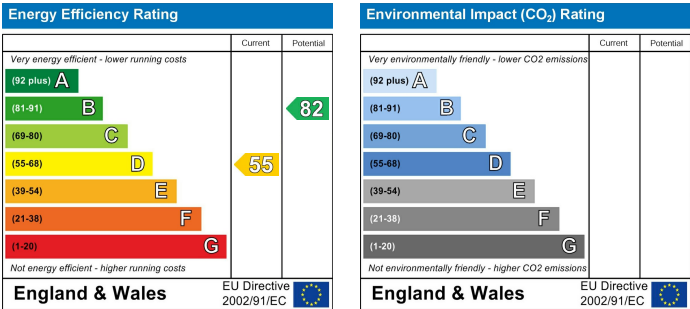 Energy Efficiency Rating
Current Potential
Very energy efficient - lower running costs
(92 plus) A
(81-91) B
82
(69-80) C
(55-68) D
55
(39-54) E
(21-38) F
(1-20) G
Not energy efficient - higher running costs
England & Wales
EU Directive
2002/91/EC
Environmental Impact (CO2) Rating
Current Potential
Very environmentally friendly - lower CO2 emissions
(92 plus) A
(81-91) B
(69-80) C
(55-68) D
(39-54) E
(21-38) F
(1-20) G
Not environmentally friendly - higher CO2 emissions
England & Wales
EU Directive
2002/91/EC